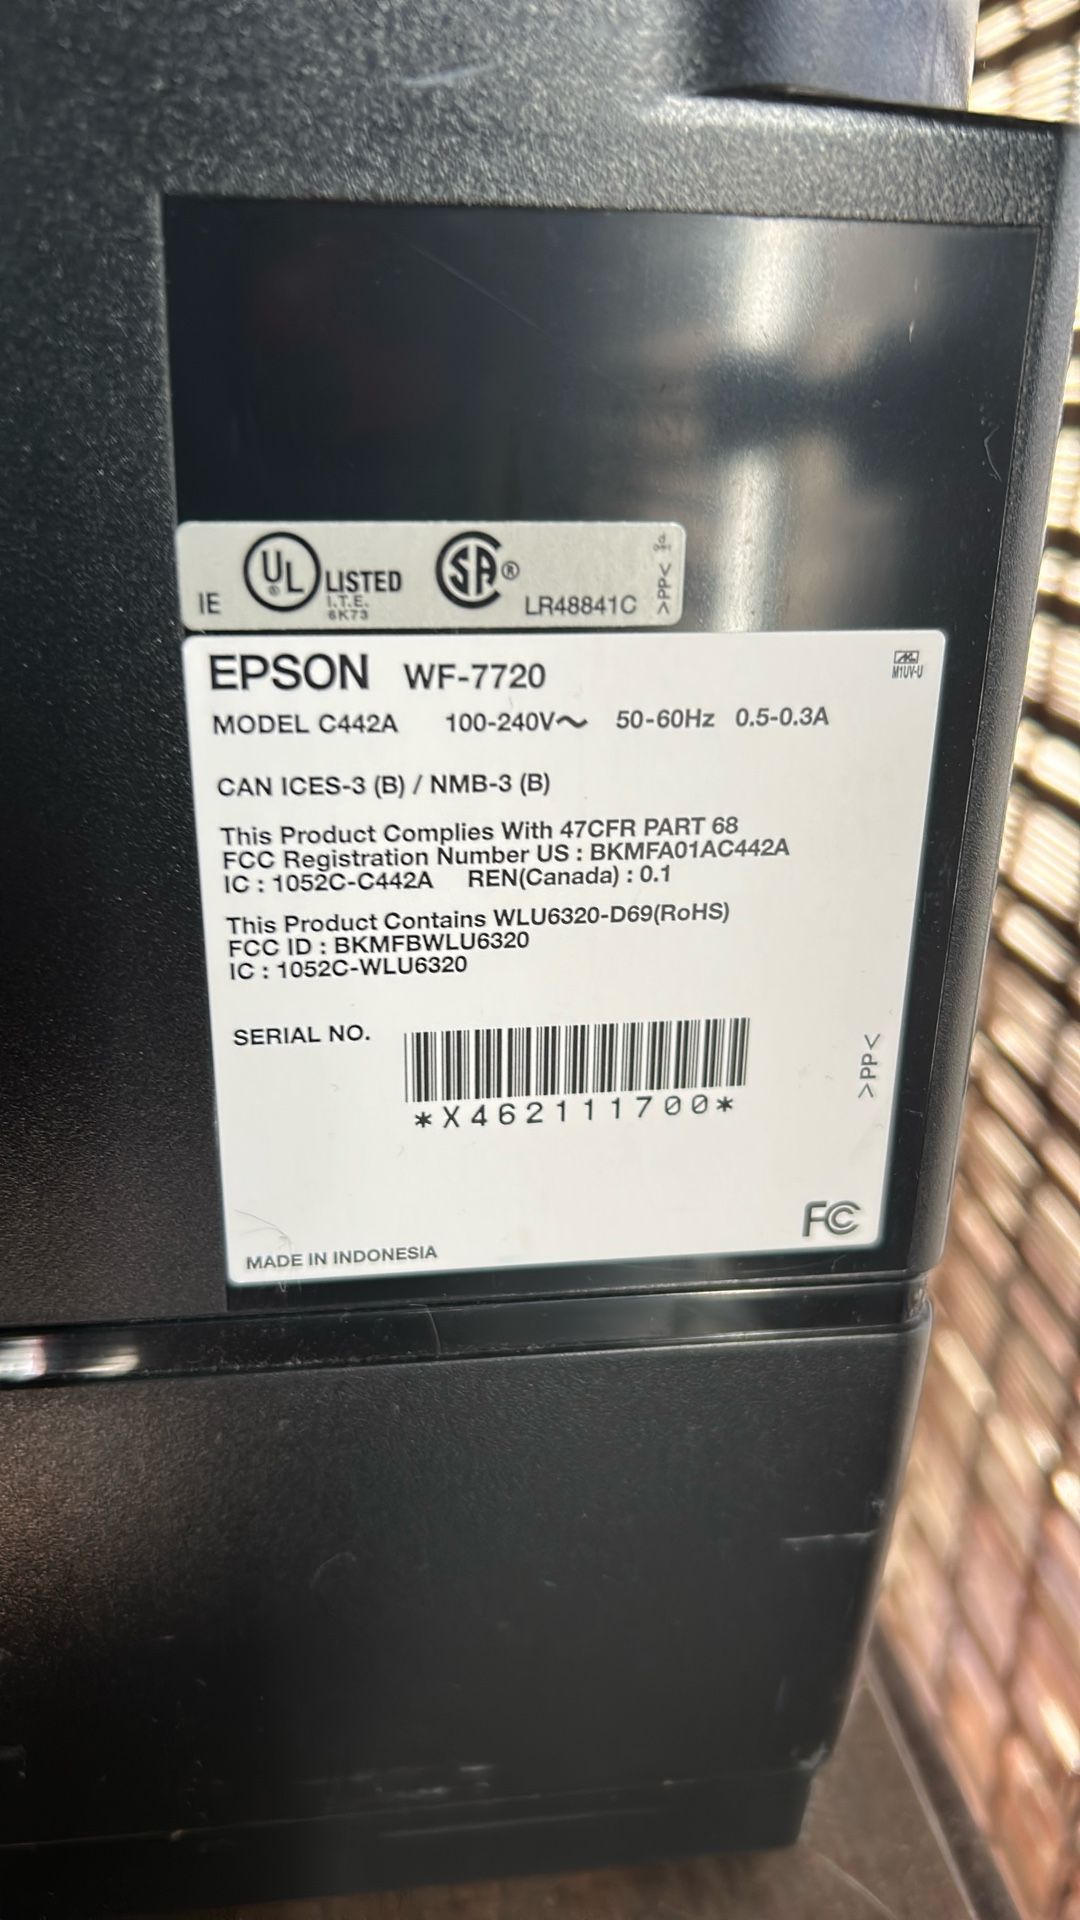 IE UL® LISTED
I.T.E.
6K73
SA®
LR48841C
>PP<
EPSON WF-7720
M1UV-U
MODEL C442A 100-240V~ 50-60Hz 0.5-0.3A
CAN ICES-3 (B) / NMB-3 (B)
This Product Complies With 47CFR PART 68
FCC Registration Number US : BKMFA01AC442A
IC : 1052C-C442A REN(Canada) : 0.1
This Product Contains WLU6320-D69(RoHS)
FCC ID : BKMFBWLU6320
IC : 1052C-WLU6320
SERIAL NO.
*X462111700*
>PP<
FC
MADE IN INDONESIA